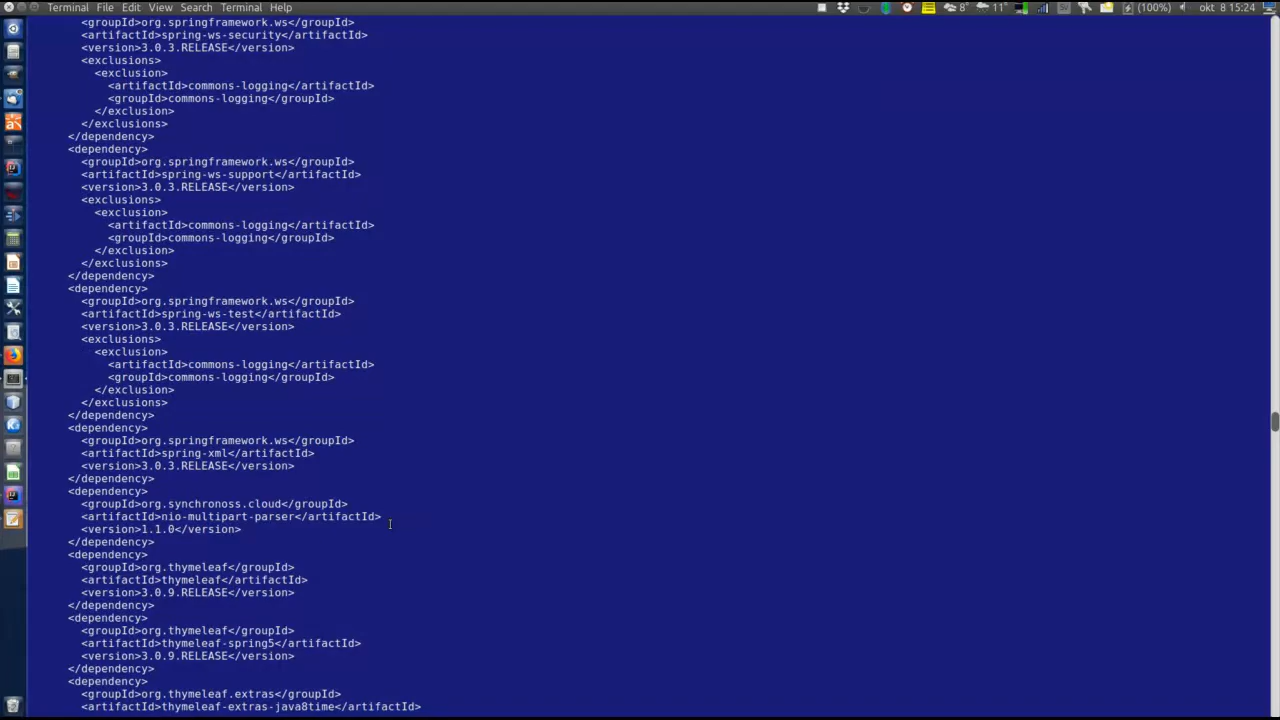 Terminal File Edit View Search Terminal Help 8° 11° SV (100%) okt 8 15:24
<groupId>org.springframework.ws</groupId>
<artifactId>spring-ws-security</artifactId>
<version>3.0.3.RELEASE</version>
<exclusions>
<exclusion>
<artifactId>commons-logging</artifactId>
<groupId>commons-logging</groupId>
</exclusion>
</exclusions>
</dependency>
<dependency>
<groupId>org.springframework.ws</groupId>
<artifactId>spring-ws-support</artifactId>
<version>3.0.3.RELEASE</version>
<exclusions>
<exclusion>
<artifactId>commons-logging</artifactId>
<groupId>commons-logging</groupId>
</exclusion>
</exclusions>
</dependency>
<dependency>
<groupId>org.springframework.ws</groupId>
<artifactId>spring-ws-test</artifactId>
<version>3.0.3.RELEASE</version>
<exclusions>
<exclusion>
<artifactId>commons-logging</artifactId>
<groupId>commons-logging</groupId>
</exclusion>
</exclusions>
</dependency>
<dependency>
<groupId>org.springframework.ws</groupId>
<artifactId>spring-xml</artifactId>
<version>3.0.3.RELEASE</version>
</dependency>
<dependency>
<groupId>org.synchronoss.cloud</groupId>
<artifactId>nio-multipart-parser</artifactId>
<version>1.1.0</version>
</dependency>
<dependency>
<groupId>org.thymeleaf</groupId>
<artifactId>thymeleaf</artifactId>
<version>3.0.9.RELEASE</version>
</dependency>
<dependency>
<groupId>org.thymeleaf</groupId>
<artifactId>thymeleaf-spring5</artifactId>
<version>3.0.9.RELEASE</version>
</dependency>
<dependency>
<groupId>org.thymeleaf.extras</groupId>
<artifactId>thymeleaf-extras-java8time</artifactId>